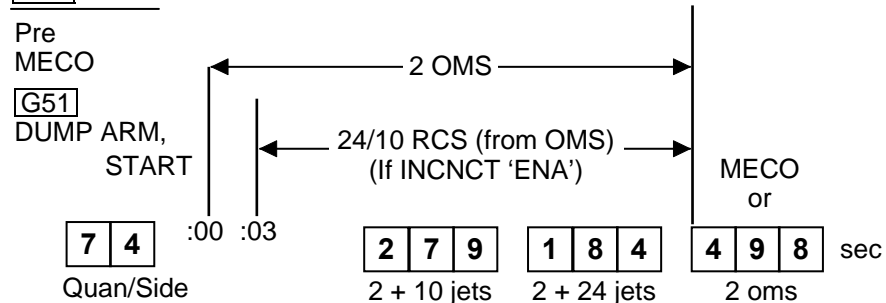 Pre
MECO
2 OMS
G51
DUMP ARM,
START
24/10 RCS (from OMS)
(If INCNCT 'ENA')
MECO
or
:00 :03
7 4
2 7 9
1 8 4
4 9 8 sec
Quan/Side
2 + 10 jets
2 + 24 jets
2 oms